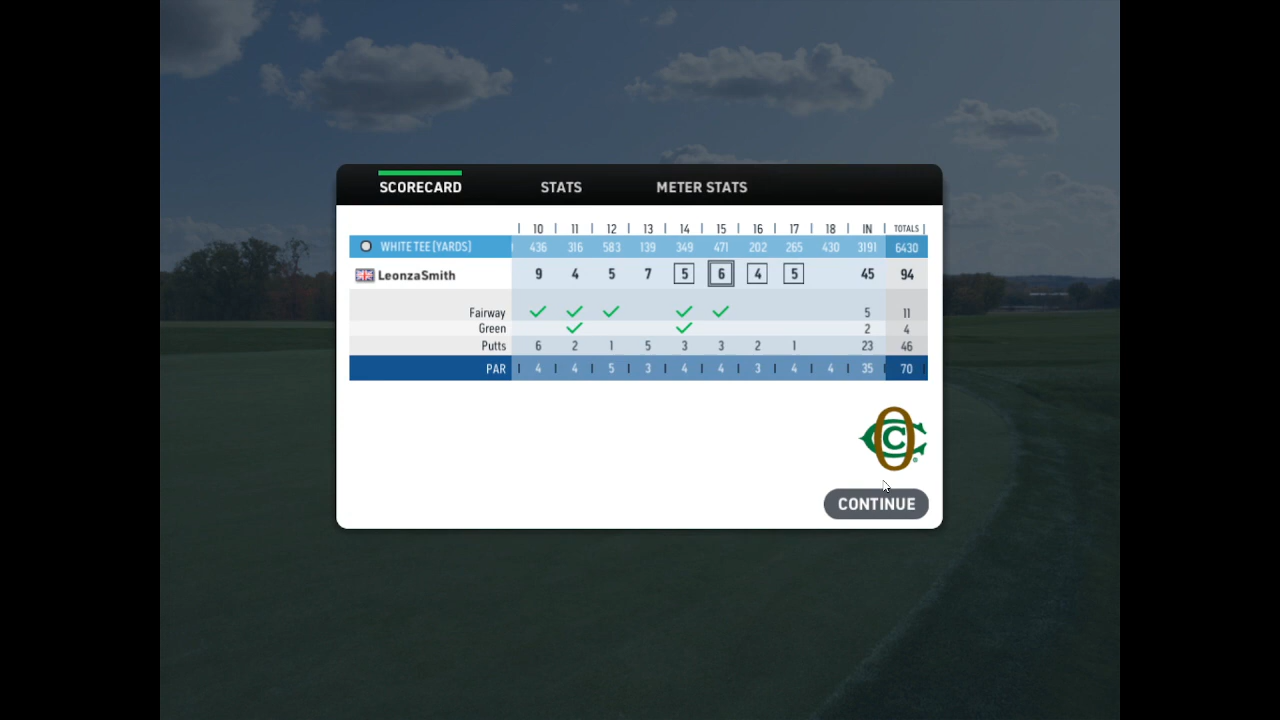 SCORECARD STATS METER STATS
10 11 12 13 14 15 16 17 18 IN TOTALS
WHITE TEE (YARDS) 436 316 583 139 349 471 202 265 430 3191 6430
LeonzaSmith 9 4 5 7 5 6 4 5 45 94
Fairway 5 11
Green 2 4
Putts 6 2 1 5 3 3 2 1 23 46
PAR 4 4 5 3 4 4 3 4 4 35 70
CONTINUE